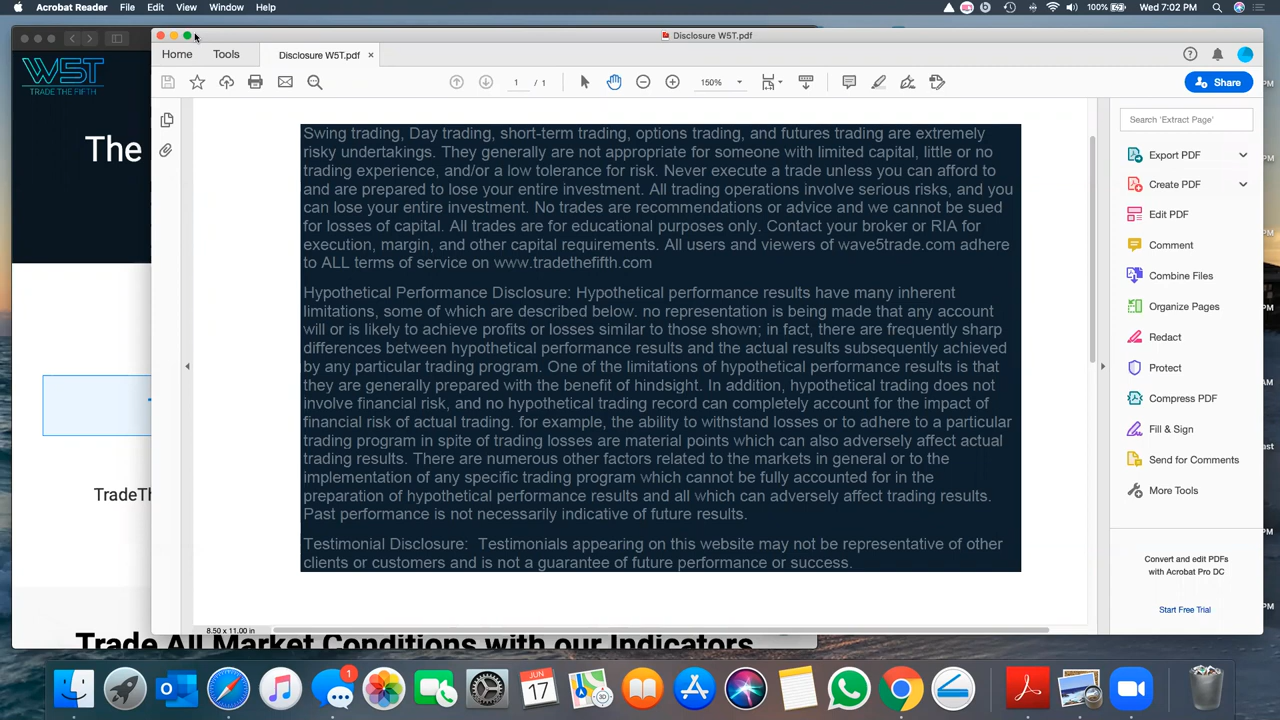 Acrobat Reader File Edit View Window Help 100% Wed 7:02 PM
Disclosure W5T.pdf
Home Tools Disclosure W5T.pdf ×
W5T
TRADE THE FIFTH
1 / 1 150% Share
The
Swing trading, Day trading, short-term trading, options trading, and futures trading are extremely
risky undertakings. They generally are not appropriate for someone with limited capital, little or no
trading experience, and/or a low tolerance for risk. Never execute a trade unless you can afford to
and are prepared to lose your entire investment. All trading operations involve serious risks, and you
can lose your entire investment. No trades are recommendations or advice and we cannot be sued
for losses of capital. All trades are for educational purposes only. Contact your broker or RIA for
execution, margin, and other capital requirements. All users and viewers of wave5trade.com adhere
to ALL terms of service on www.tradethefifth.com
Hypothetical Performance Disclosure: Hypothetical performance results have many inherent
limitations, some of which are described below. no representation is being made that any account
will or is likely to achieve profits or losses similar to those shown; in fact, there are frequently sharp
differences between hypothetical performance results and the actual results subsequently achieved
by any particular trading program. One of the limitations of hypothetical performance results is that
they are generally prepared with the benefit of hindsight. In addition, hypothetical trading does not
involve financial risk, and no hypothetical trading record can completely account for the impact of
financial risk of actual trading. for example, the ability to withstand losses or to adhere to a particular
trading program in spite of trading losses are material points which can also adversely affect actual
trading results. There are numerous other factors related to the markets in general or to the
implementation of any specific trading program which cannot be fully accounted for in the
preparation of hypothetical performance results and all which can adversely affect trading results.
Past performance is not necessarily indicative of future results.
Testimonial Disclosure: Testimonials appearing on this website may not be representative of other
clients or customers and is not a guarantee of future performance or success.
8.50 x 11.00 in
Search 'Extract Page'
Export PDF
Create PDF
Edit PDF
Comment
Combine Files
Organize Pages
Redact
Protect
Compress PDF
Fill & Sign
Send for Comments
More Tools
Convert and edit PDFs
with Acrobat Pro DC
Start Free Trial
TradeTh
Trade All Market Conditions with our Indicators
1
JUN
17